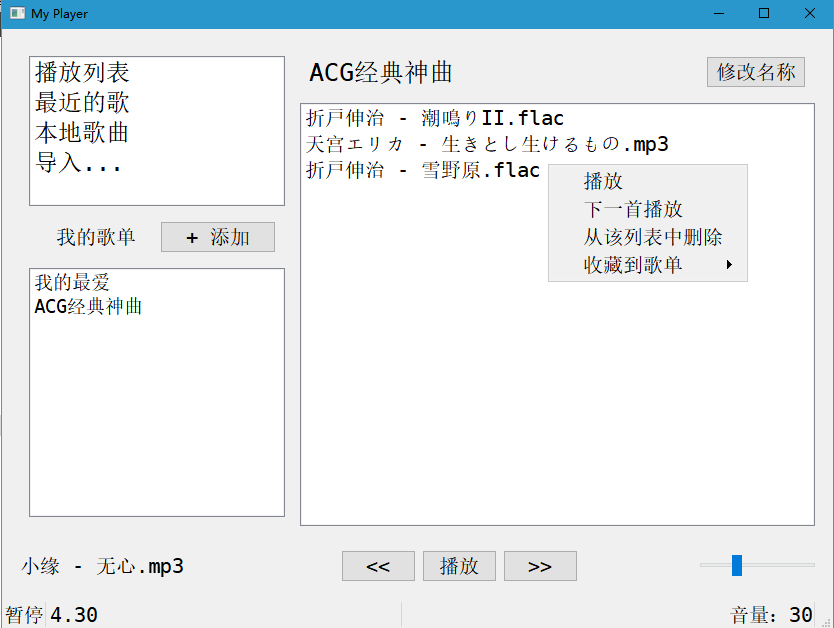 My Player
播放列表
最近的歌
本地歌曲
导入...
我的歌单
+ 添加
我的最爱
ACG经典神曲
ACG经典神曲
修改名称
折戸伸治 - 潮鳴りII.flac
天宫エリカ - 生きとし生けるもの.mp3
折戸伸治 - 雪野原.flac
播放
下一首播放
从该列表中删除
收藏到歌单
小缘 - 无心.mp3
<<
播放
>>
暂停
4.30
音量: 30